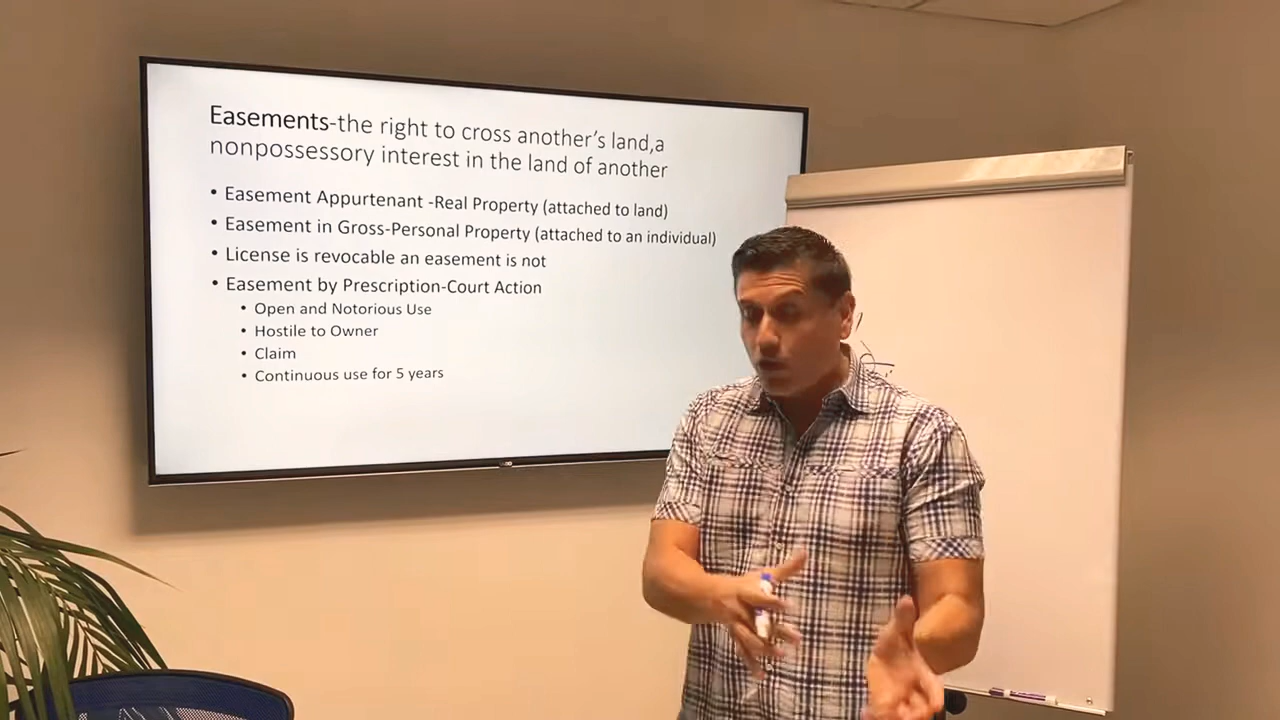 Easements-the right to cross another's land,a
nonpossessory interest in the land of another
• Easement Appurtenant -Real Property (attached to land)
• Easement in Gross-Personal Property (attached to an individual)
• License is revocable an easement is not
• Easement by Prescription-Court Action
• Open and Notorious Use
• Hostile to Owner
• Claim
• Continuous use for 5 years